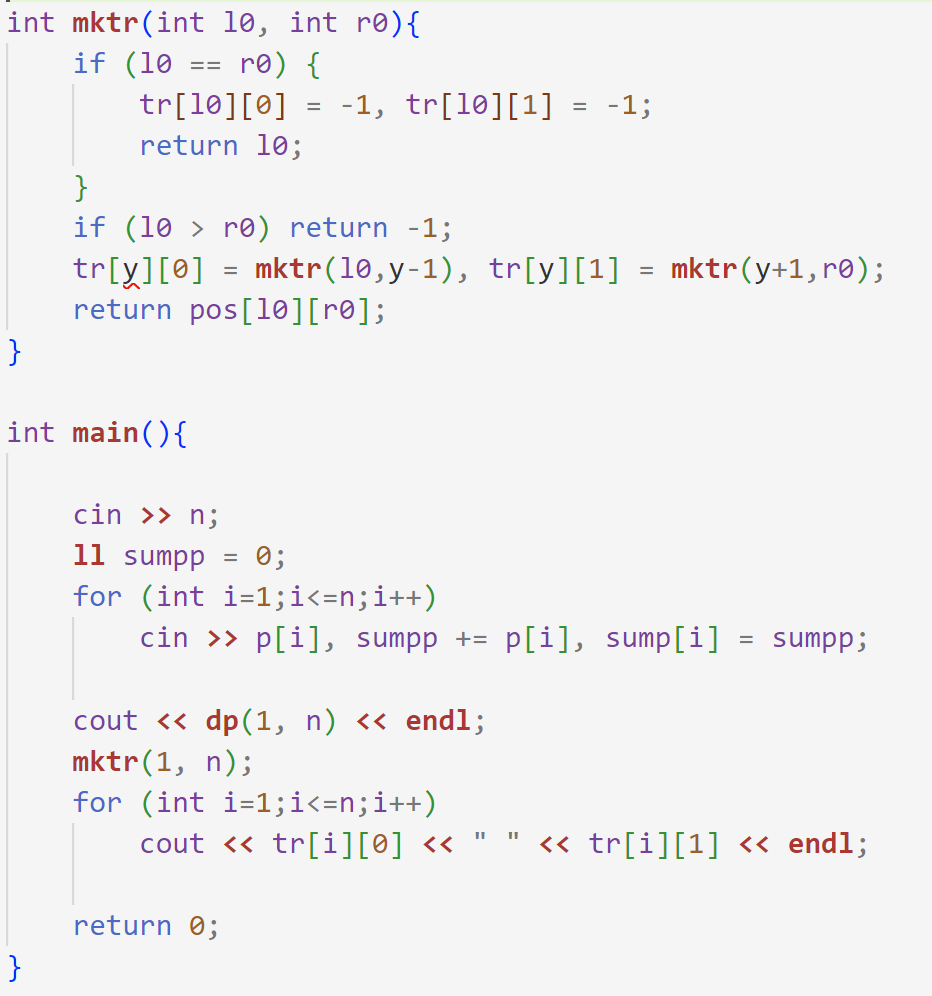 int mktr(int l0, int r0){
    if (l0 == r0) {
        tr[l0][0] = -1, tr[l0][1] = -1;
        return l0;
    }
    if (l0 > r0) return -1;
    tr[y][0] = mktr(l0,y-1), tr[y][1] = mktr(y+1,r0);
    return pos[l0][r0];
}

int main(){

    cin >> n;
    ll sumpp = 0;
    for (int i=1;i<=n;i++)
        cin >> p[i], sumpp += p[i], sump[i] = sumpp;

    cout << dp(1, n) << endl;
    mktr(1, n);
    for (int i=1;i<=n;i++)
        cout << tr[i][0] << " " << tr[i][1] << endl;

    return 0;
}